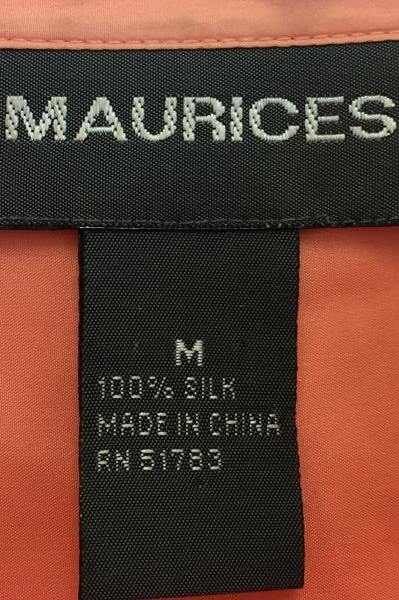 MAURICES
M
100% SILK
MADE IN CHINA
RN 51783